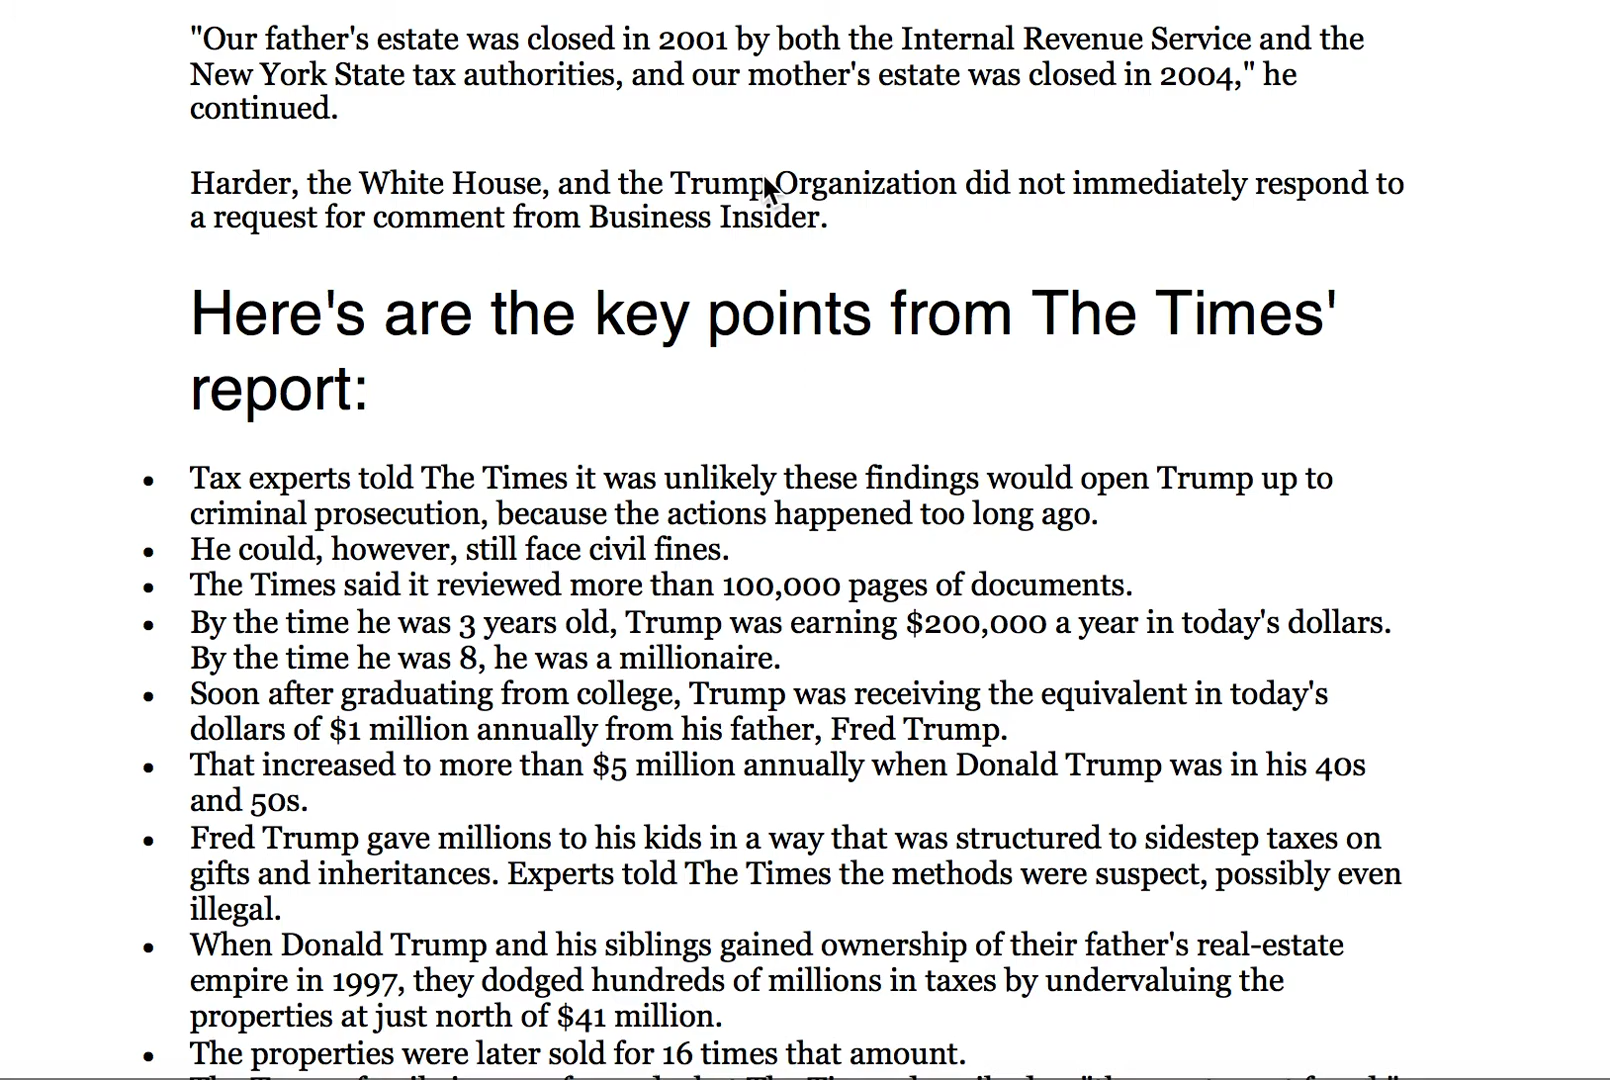 "Our father's estate was closed in 2001 by both the Internal Revenue Service and the
New York State tax authorities, and our mother's estate was closed in 2004," he
continued.
Harder, the White House, and the Trump Organization did not immediately respond to
a request for comment from Business Insider.
Here's are the key points from The Times'
report:
• Tax experts told The Times it was unlikely these findings would open Trump up to
criminal prosecution, because the actions happened too long ago.
• He could, however, still face civil fines.
• The Times said it reviewed more than 100,000 pages of documents.
• By the time he was 3 years old, Trump was earning $200,000 a year in today's dollars.
By the time he was 8, he was a millionaire.
• Soon after graduating from college, Trump was receiving the equivalent in today's
dollars of $1 million annually from his father, Fred Trump.
• That increased to more than $5 million annually when Donald Trump was in his 40s
and 50s.
• Fred Trump gave millions to his kids in a way that was structured to sidestep taxes on
gifts and inheritances. Experts told The Times the methods were suspect, possibly even
illegal.
• When Donald Trump and his siblings gained ownership of their father's real-estate
empire in 1997, they dodged hundreds of millions in taxes by undervaluing the
properties at just north of $41 million.
• The properties were later sold for 16 times that amount.